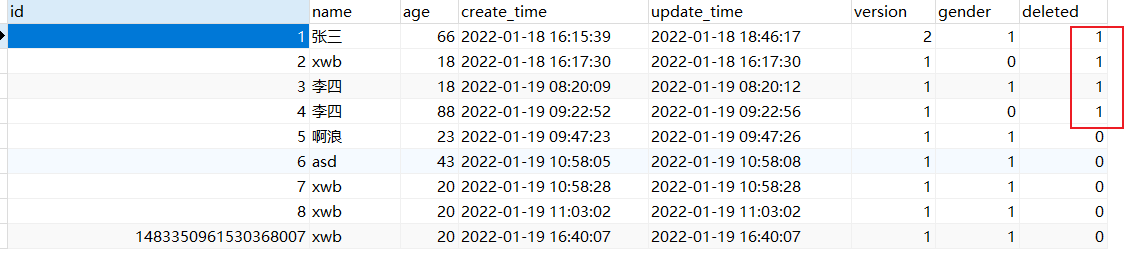 id name age create_time update_time version gender deleted
1 张三 66 2022-01-18 16:15:39 2022-01-18 18:46:17 2 1 1
2 xwb 18 2022-01-18 16:17:30 2022-01-18 16:17:30 1 0 1
3 李四 18 2022-01-19 08:20:09 2022-01-19 08:20:12 1 1 1
4 李四 88 2022-01-19 09:22:52 2022-01-19 09:22:56 1 0 1
5 啊浪 23 2022-01-19 09:47:23 2022-01-19 09:47:26 1 1 0
6 asd 43 2022-01-19 10:58:05 2022-01-19 10:58:08 1 1 0
7 xwb 20 2022-01-19 10:58:28 2022-01-19 10:58:28 1 1 0
8 xwb 20 2022-01-19 11:03:02 2022-01-19 11:03:02 1 1 0
1483350961530368007 xwb 20 2022-01-19 16:40:07 2022-01-19 16:40:07 1 1 0